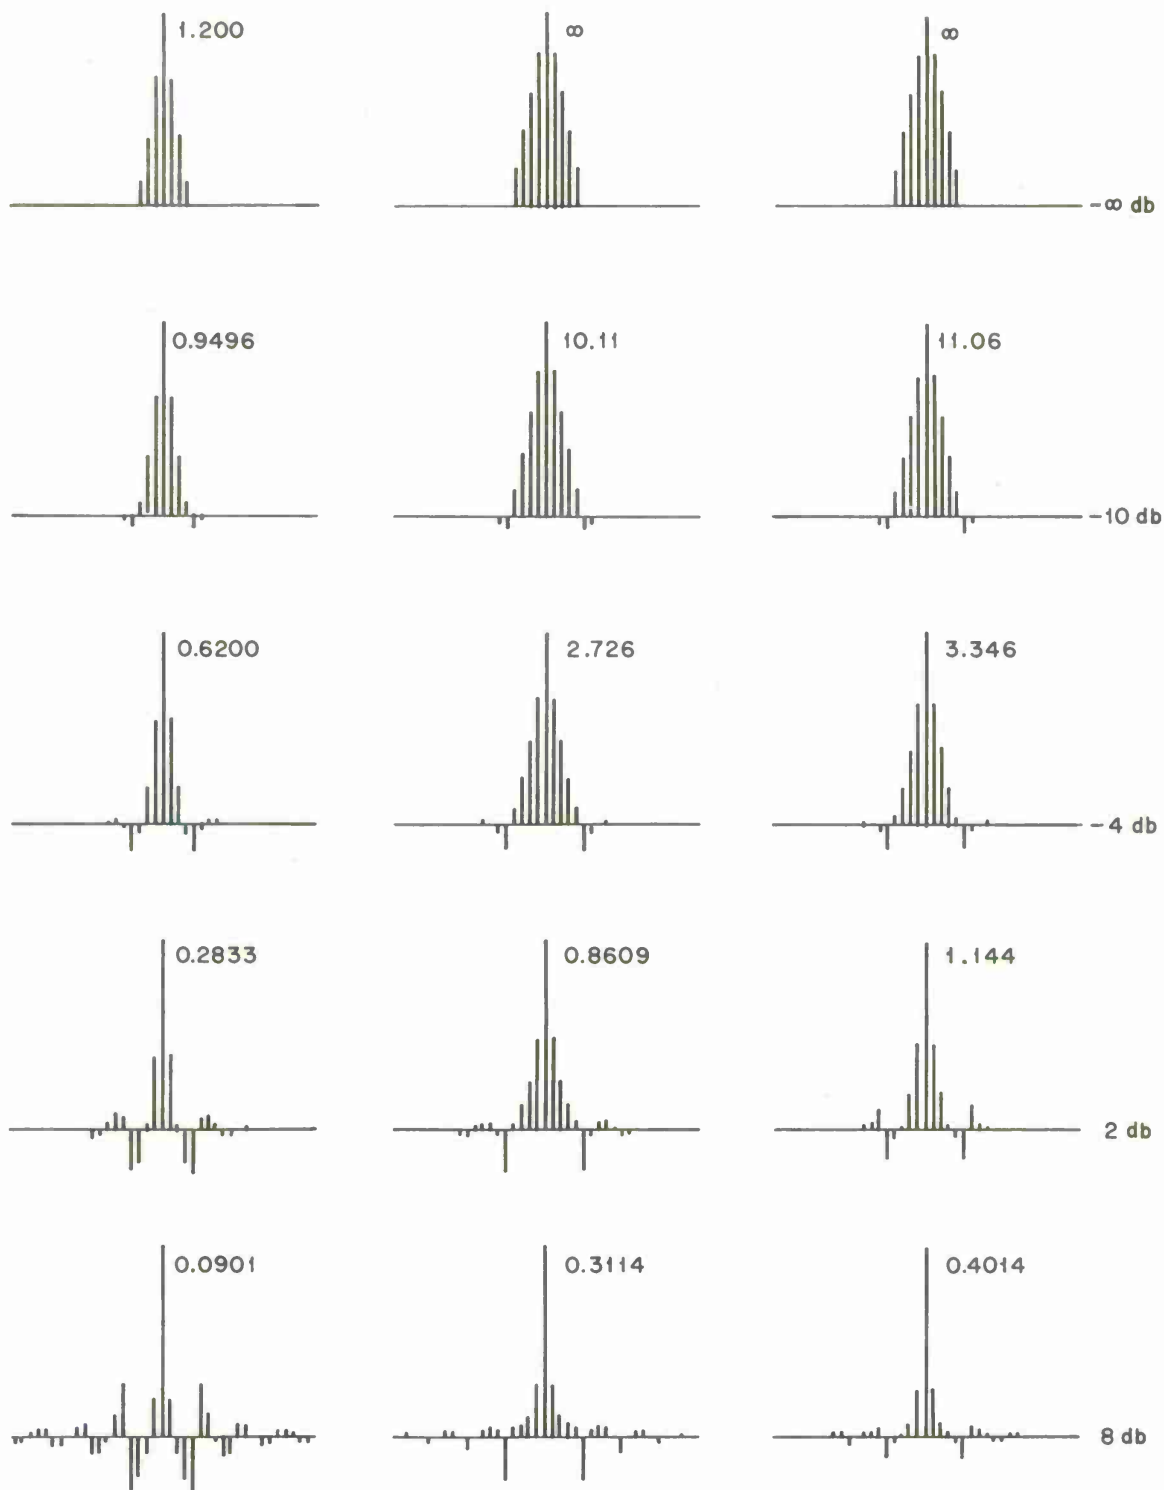 1.200 ∞ ∞
-∞ db
0.9496 10.11 11.06
-10 db
0.6200 2.726 3.346
-4 db
0.2833 0.8609 1.144
2 db
0.0901 0.3114 0.4014
8 db